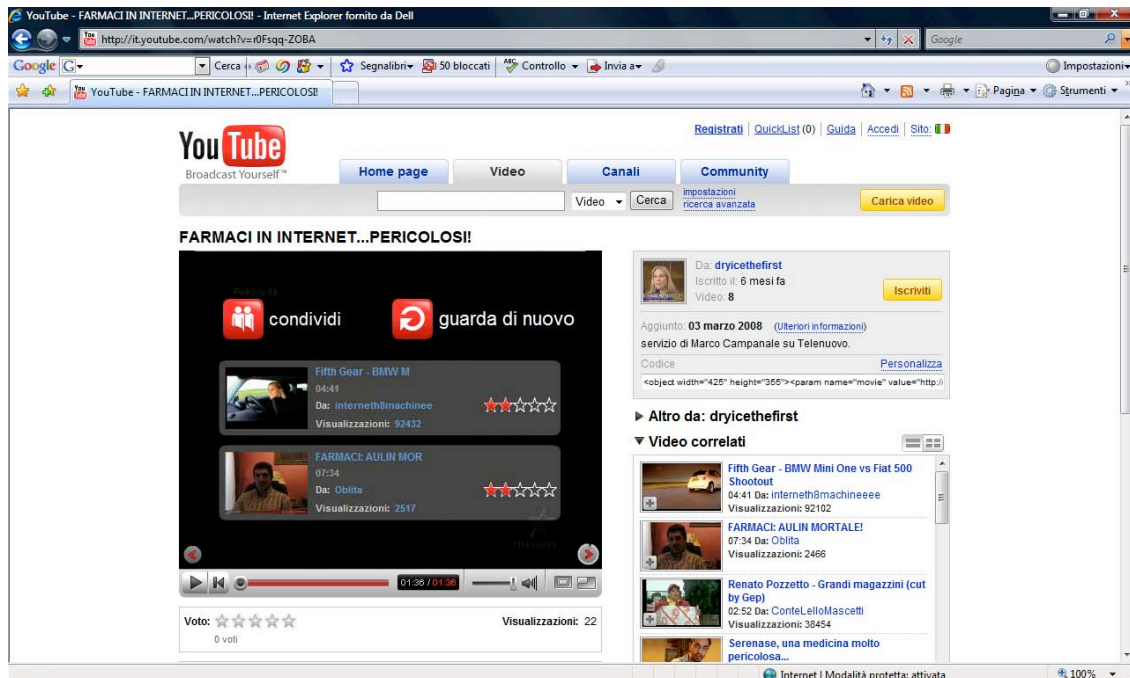 YouTube - FARMACI IN INTERNET...PERICOLOSI! - Internet Explorer fornito da Dell
http://it.youtube.com/watch?v=r0Fsqq-ZOBA
Google
Google G
Cerca
Segnalibri
50 bloccati
Controllo
Invia a
Impostazioni
YouTube - FARMACI IN INTERNET...PERICOLOSI!
Pagina
Strumenti
Registrati | QuickList (0) | Guida | Accedi | Sito:
You Tube
Broadcast Yourself™
Home page Video Canali Community
Video Cerca
impostazioni
ricerca avanzata
Carica video
FARMACI IN INTERNET...PERICOLOSI!
condividi guarda di nuovo
Fifth Gear - BMW M
04:41
Da: interneth8machinee
Visualizzazioni: 92432
FARMACI: AULIN MOR
07:34
Da: Oblita
Visualizzazioni: 2517
01:36 / 01:36
Voto:
0 voti
Visualizzazioni: 22
Da: dryicethefirst
Iscritto il: 6 mesi fa
Video: 8
Iscriviti
Aggiunto: 03 marzo 2008 (Ulteriori informazioni)
servizio di Marco Campanale su Telenuovo.
Codice Personalizza
<object width="425" height="355"><param name="movie" value="http:/
Altro da: dryicethefirst
Video correlati
Fifth Gear - BMW Mini One vs Fiat 500
Shootout
04:41 Da: interneth8machineeee
Visualizzazioni: 92102
FARMACI: AULIN MORTALE!
07:34 Da: Oblita
Visualizzazioni: 2466
Renato Pozzetto - Grandi magazzini (cut
by Gep)
02:52 Da: ConteLelloMascetti
Visualizzazioni: 38454
Serenase, una medicina molto
pericolosa...
Internet | Modalità protetta: attivata
100%